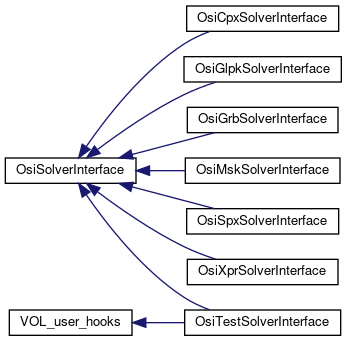 OsiCpxSolverInterface
OsiGlpkSolverInterface
OsiGrbSolverInterface
OsiSolverInterface
OsiMskSolverInterface
OsiSpxSolverInterface
OsiXprSolverInterface
VOL_user_hooks
OsiTestSolverInterface